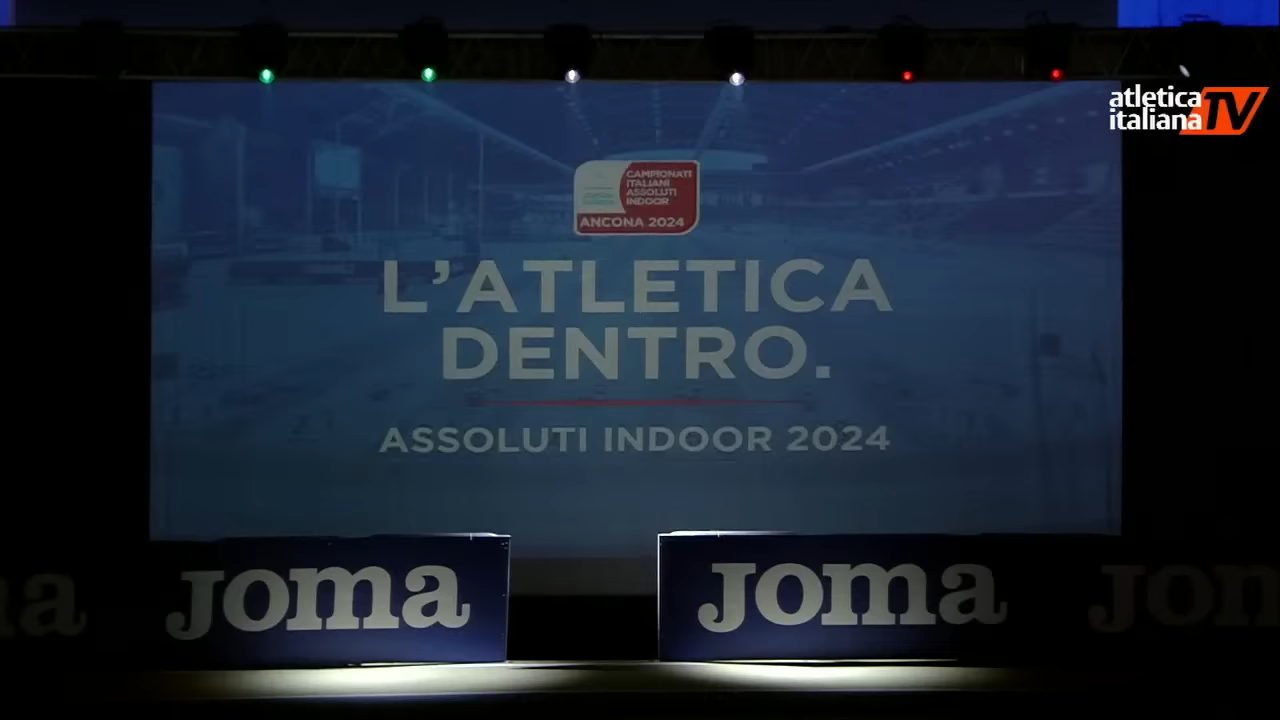 atletica
italiana TV
CAMPIONATI
ITALIANI
ASSOLUTI
INDOOR
ANCONA 2024
L'ATLETICA
DENTRO.
ASSOLUTI INDOOR 2024
Joma
Joma